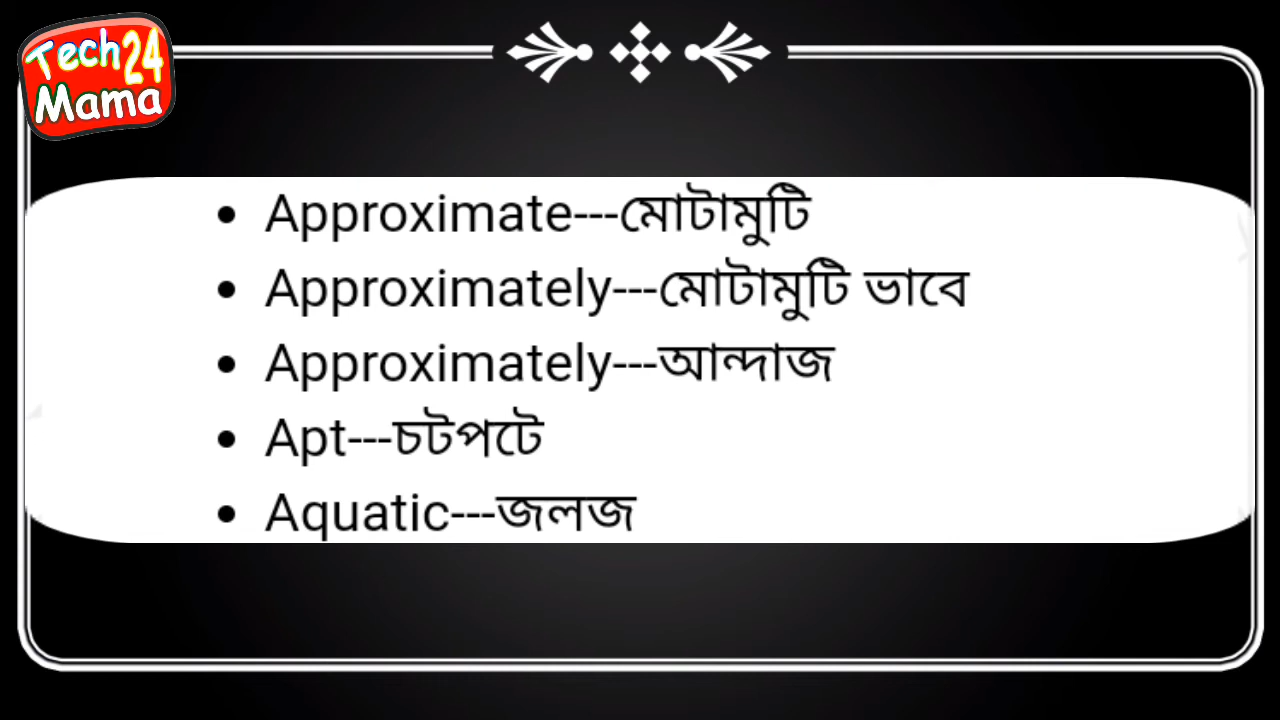 Tech24
Mama
Approximate---মোটামুটি
Approximately---মোটামুটি ভাবে
Approximately---আন্দাজ
Apt---চটপটে
Aquatic---জলজ